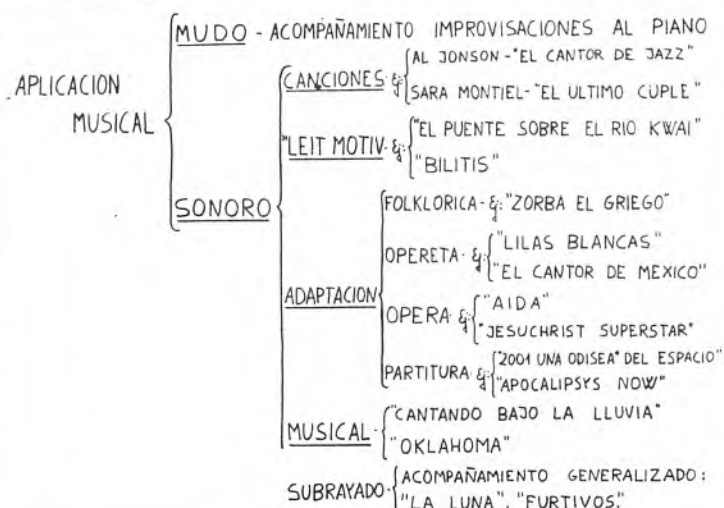 MUDO - ACOMPAÑAMIENTO IMPROVISACIONES AL PIANO
APLICACION
MUSICAL
SONORO
CANCIONES ej:
AL JONSON - "EL CANTOR DE JAZZ"
SARA MONTIEL - "EL ULTIMO CUPLE"
"LEIT MOTIV ej:
"EL PUENTE SOBRE EL RIO KWAI"
"BILITIS"
ADAPTACION
FOLKLORICA - ej: "ZORBA EL GRIEGO"
OPERETA ej:
"LILAS BLANCAS"
"EL CANTOR DE MEXICO"
OPERA ej:
"AIDA"
"JESUCHRIST SUPERSTAR"
PARTITURA ej:
"2001 UNA ODISEA" DEL ESPACIO"
"APOCALIPSYS NOW"
MUSICAL -
"CANTANDO BAJO LA LLUVIA"
"OKLAHOMA"
SUBRAYADO -
ACOMPAÑAMIENTO GENERALIZADO:
"LA LUNA", "FURTIVOS"